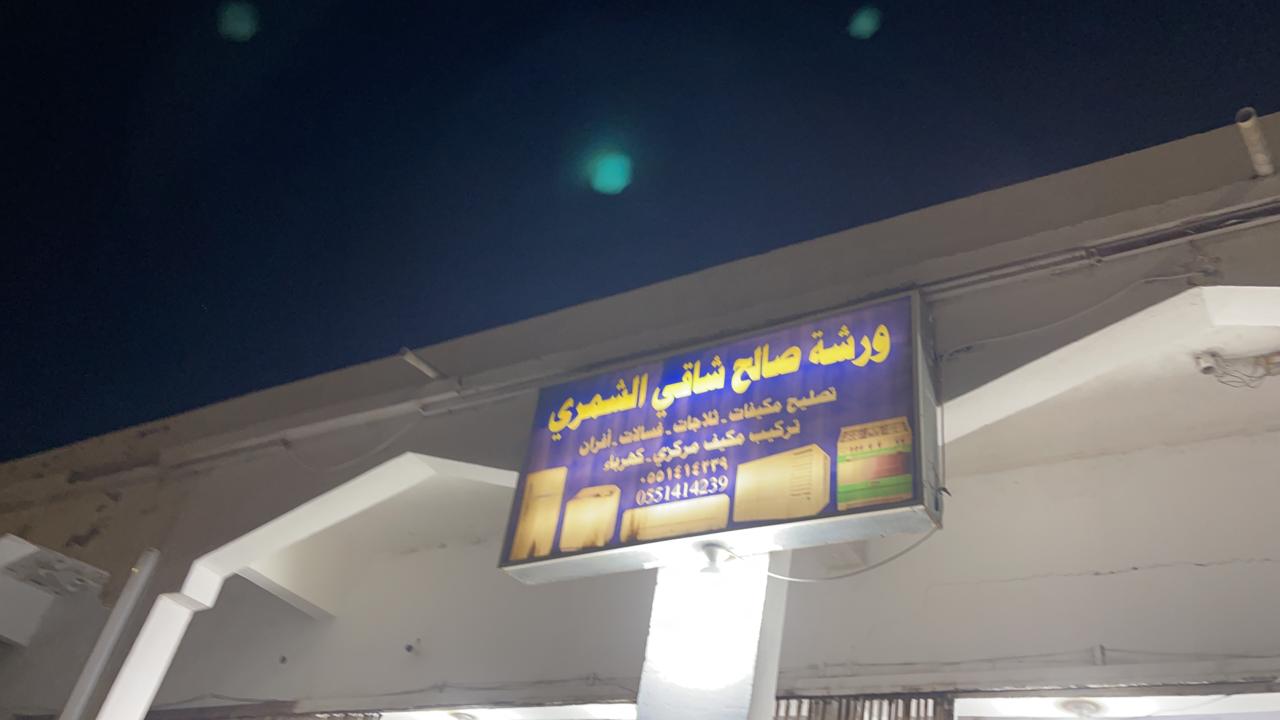 ورشة صالح شاقي الشمري
تصليح مكيفات - ثلاجات - غسالات - أفران
تركيب مكيف مركزي - كهرباء
٠٥٥١٤١٤٢٣٩
0551414239